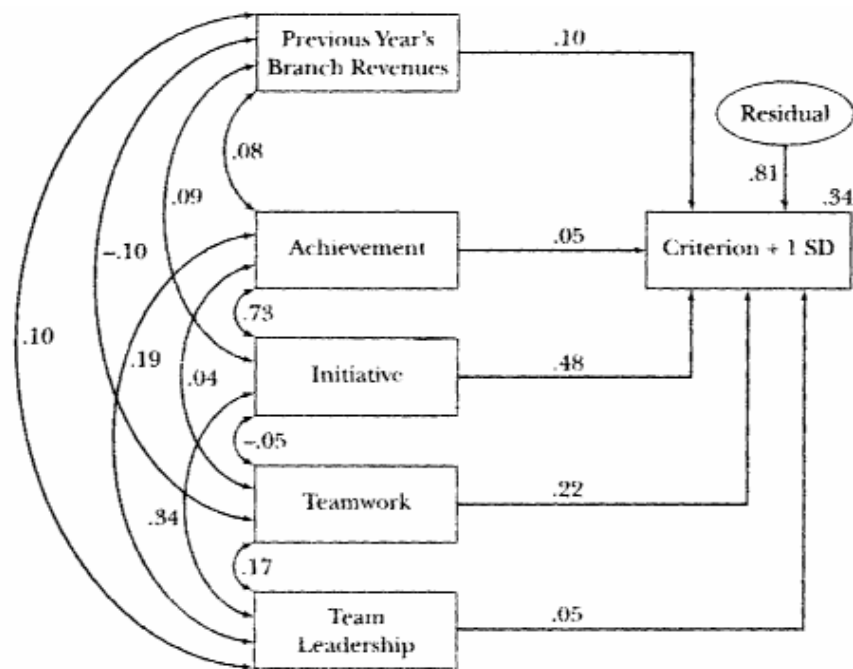 Previous Year's
Branch Revenues
.10
Residual
.81
.34
.08
.09
-.10
Achievement
.05
Criterion + 1 SD
.73
.10
.19
.04
Initiative
.48
-.05
.34
Teamwork
.22
.17
Team
Leadership
.05